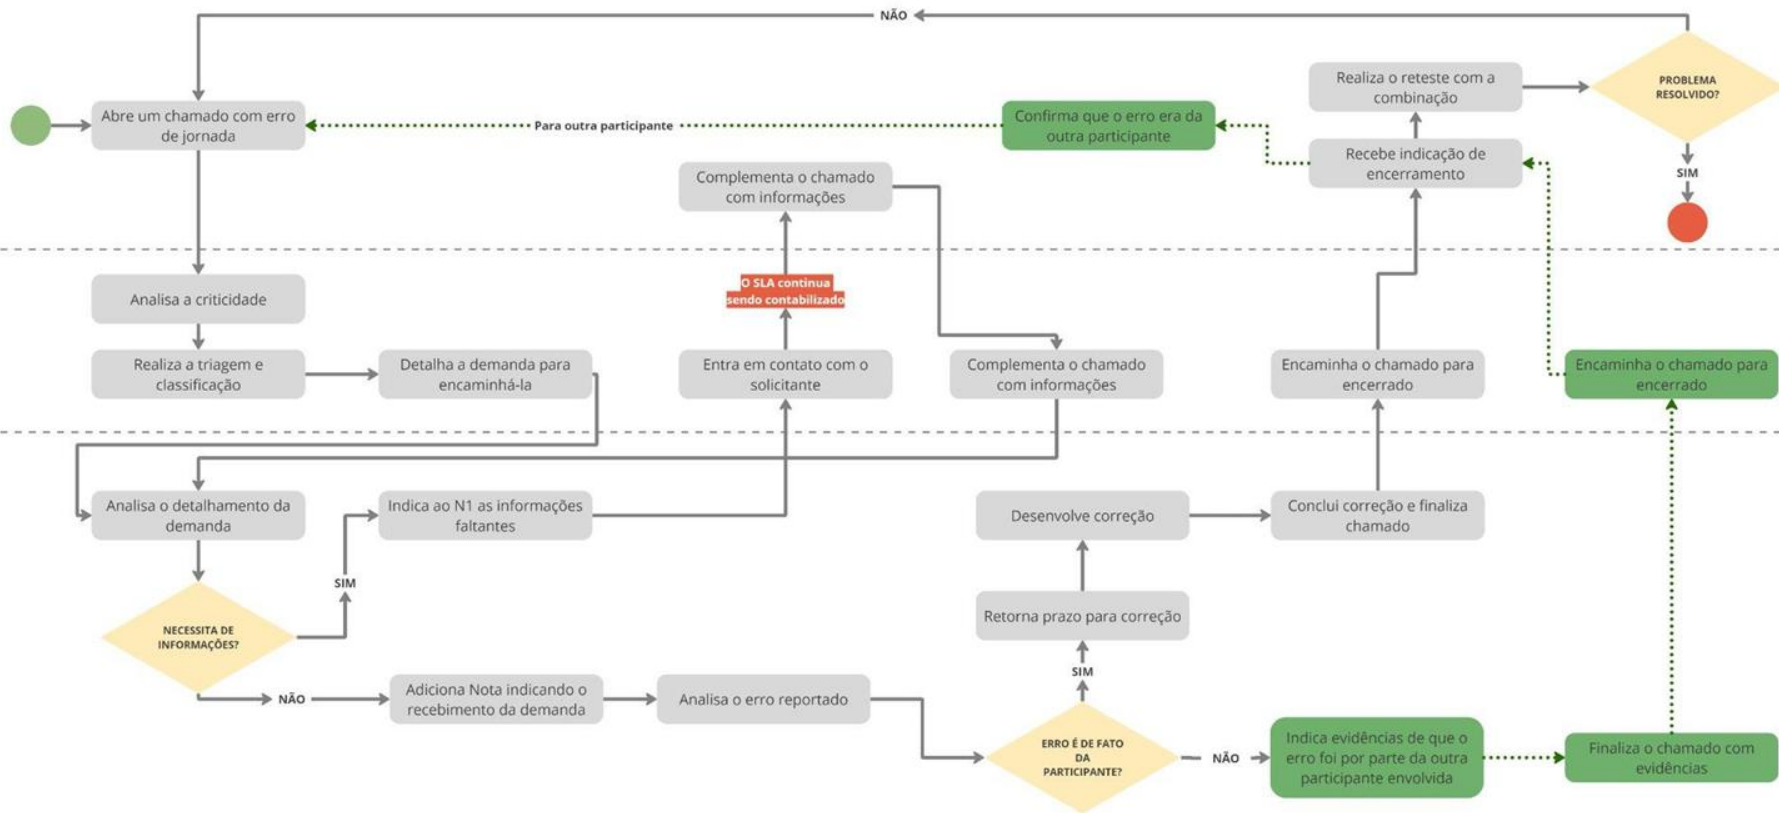 NÃO
PROBLEMA
RESOLVIDO?
Realiza o reteste com a
combinação
Abre um chamado com erro
de jornada
Para outra participante
Confirma que o erro era da
outra participante
Recebe indicação de
encerramento
SIM
Complementa o chamado
com informações
Analisa a criticidade
O SLA continua
sendo contabilizado
Realiza a triagem e
classificação
Detalha a demanda para
encaminhá-la
Entra em contato com o
solicitante
Complementa o chamado
com informações
Encaminha o chamado para
encerrado
Encaminha o chamado para
encerrado
Analisa o detalhamento da
demanda
Indica ao N1 as informações
faltantes
Desenvolve correção
Conclui correção e finaliza
chamado
SIM
NECESSITA DE
INFORMAÇÕES?
Retorna prazo para correção
SIM
NÃO
Adiciona Nota indicando o
recebimento da demanda
Analisa o erro reportado
ERRO É DE FATO
DA
PARTICIPANTE?
NÃO
Indica evidências de que o
erro foi por parte da outra
participante envolvida
Finaliza o chamado com
evidências